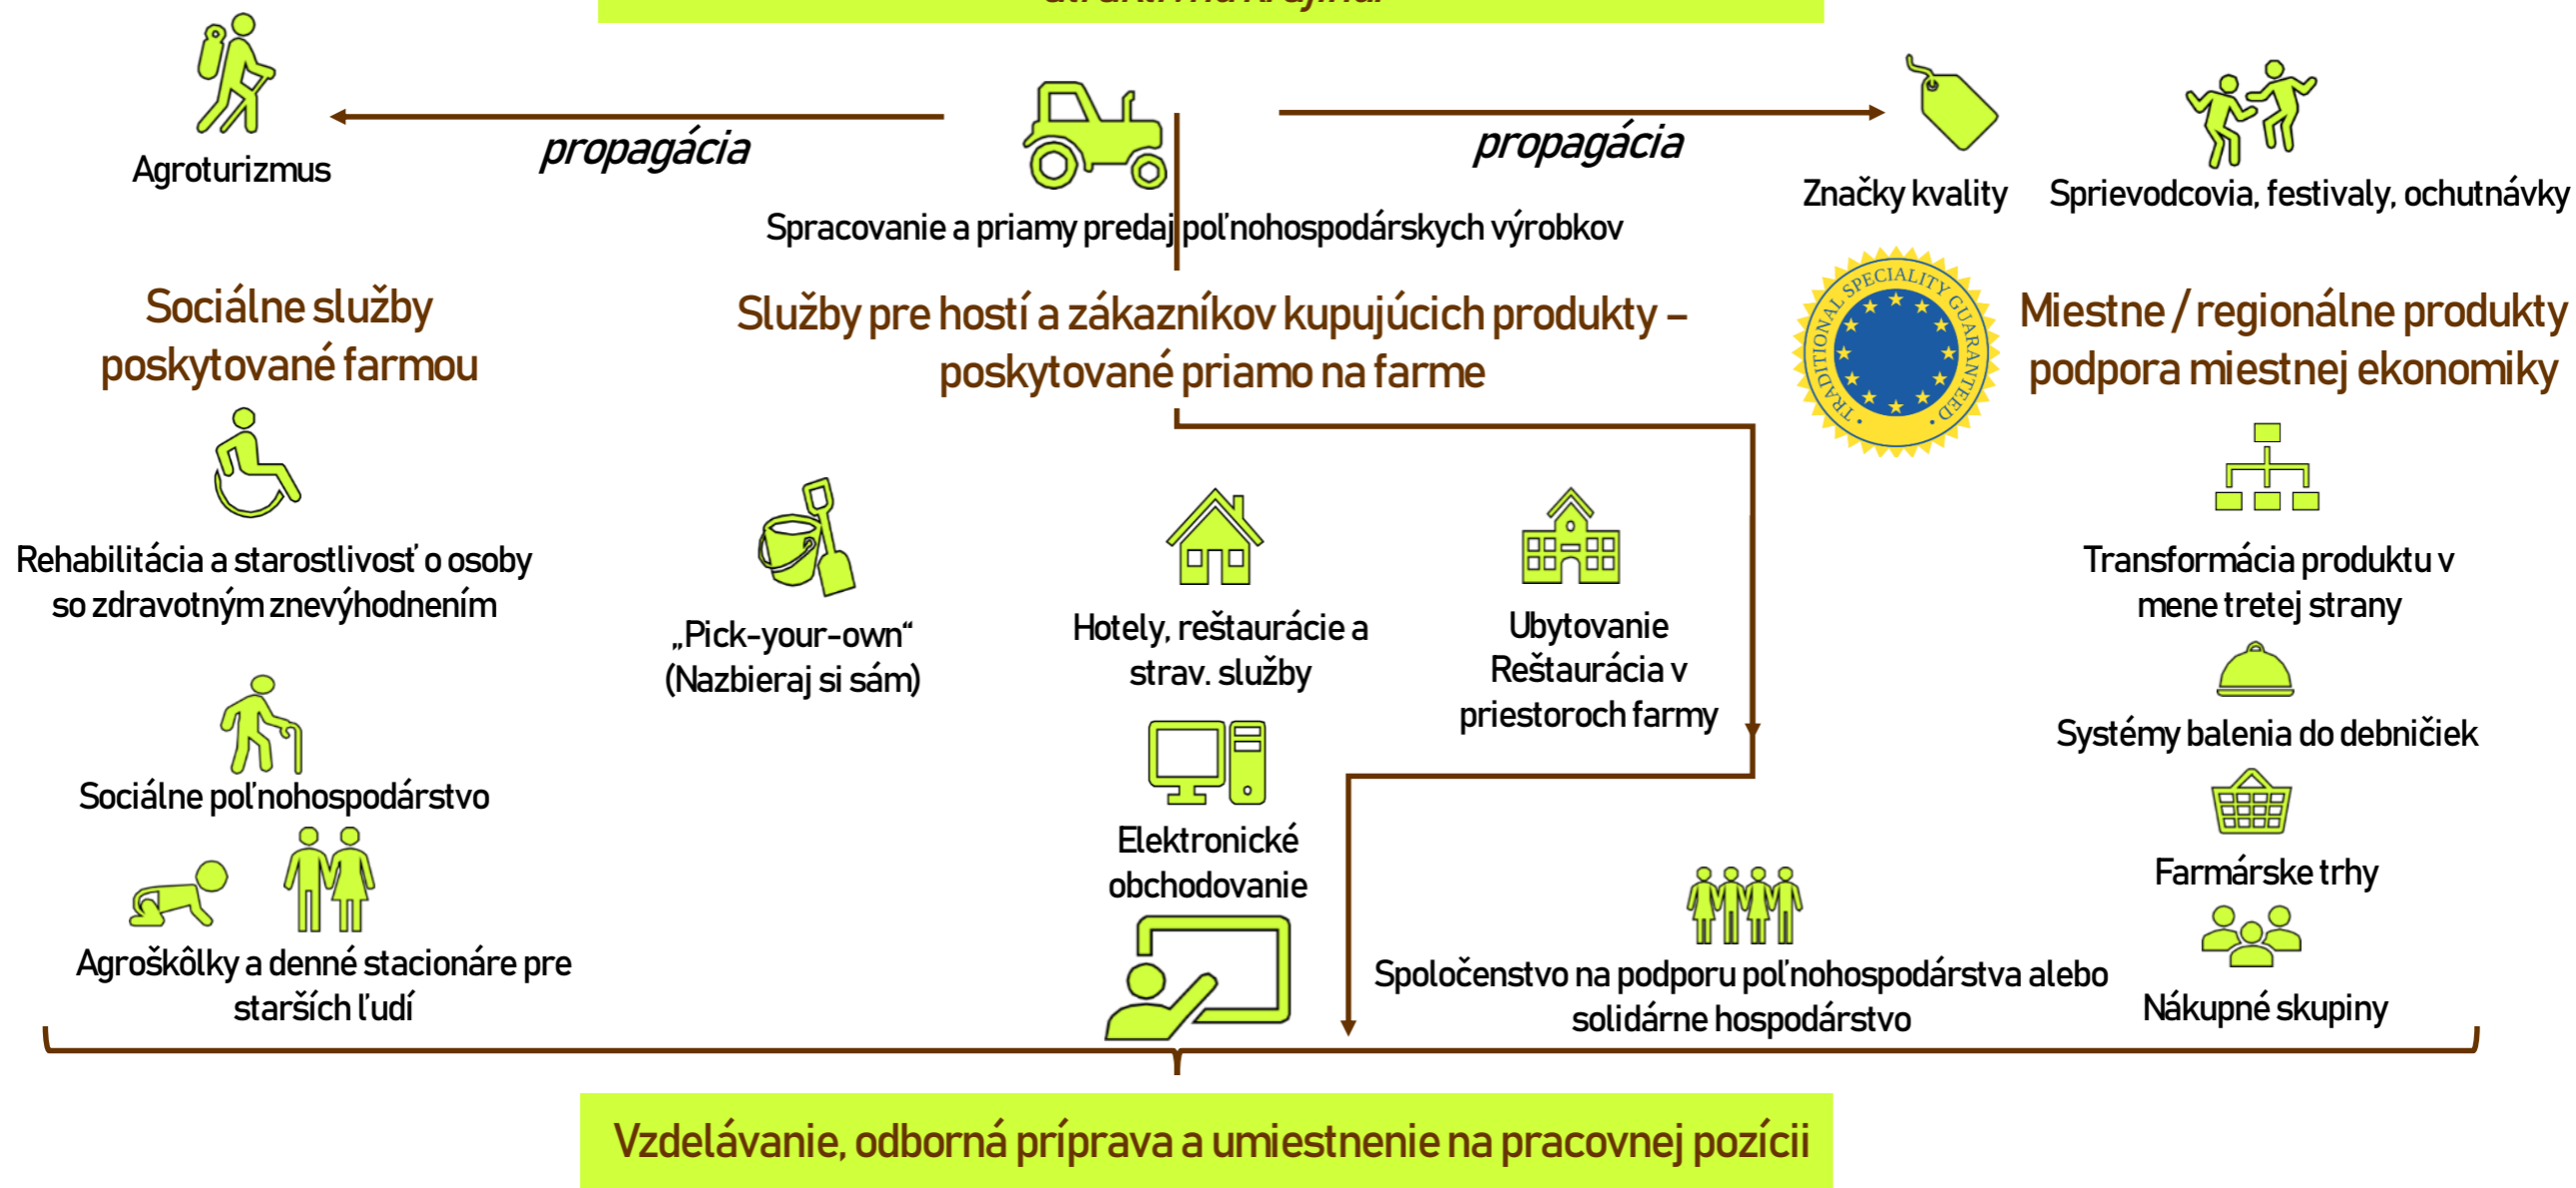 atraktívna krajina.
propagácia
propagácia
Agroturizmus
Značky kvality
Sprievodcovia, festivaly, ochutnávky
Spracovanie a priamy predaj poľnohospodárskych výrobkov
Sociálne služby
poskytované farmou
Služby pre hostí a zákazníkov kupujúcich produkty –
poskytované priamo na farme
• TRADITIONAL SPECIALITY GUARANTEED •
Miestne / regionálne produkty
podpora miestnej ekonomiky
Rehabilitácia a starostlivosť o osoby
so zdravotným znevýhodnením
Sociálne poľnohospodárstvo
Agroškôlky a denné stacionáre pre
starších ľudí
„Pick-your-own“
(Nazbieraj si sám)
Hotely, reštaurácie a
strav. služby
Elektronické
obchodovanie
Ubytovanie
Reštaurácia v
priestoroch farmy
Spoločenstvo na podporu poľnohospodárstva alebo
solidárne hospodárstvo
Transformácia produktu v
mene tretej strany
Systémy balenia do debničiek
Farmárske trhy
Nákupné skupiny
Vzdelávanie, odborná príprava a umiestnenie na pracovnej pozícii